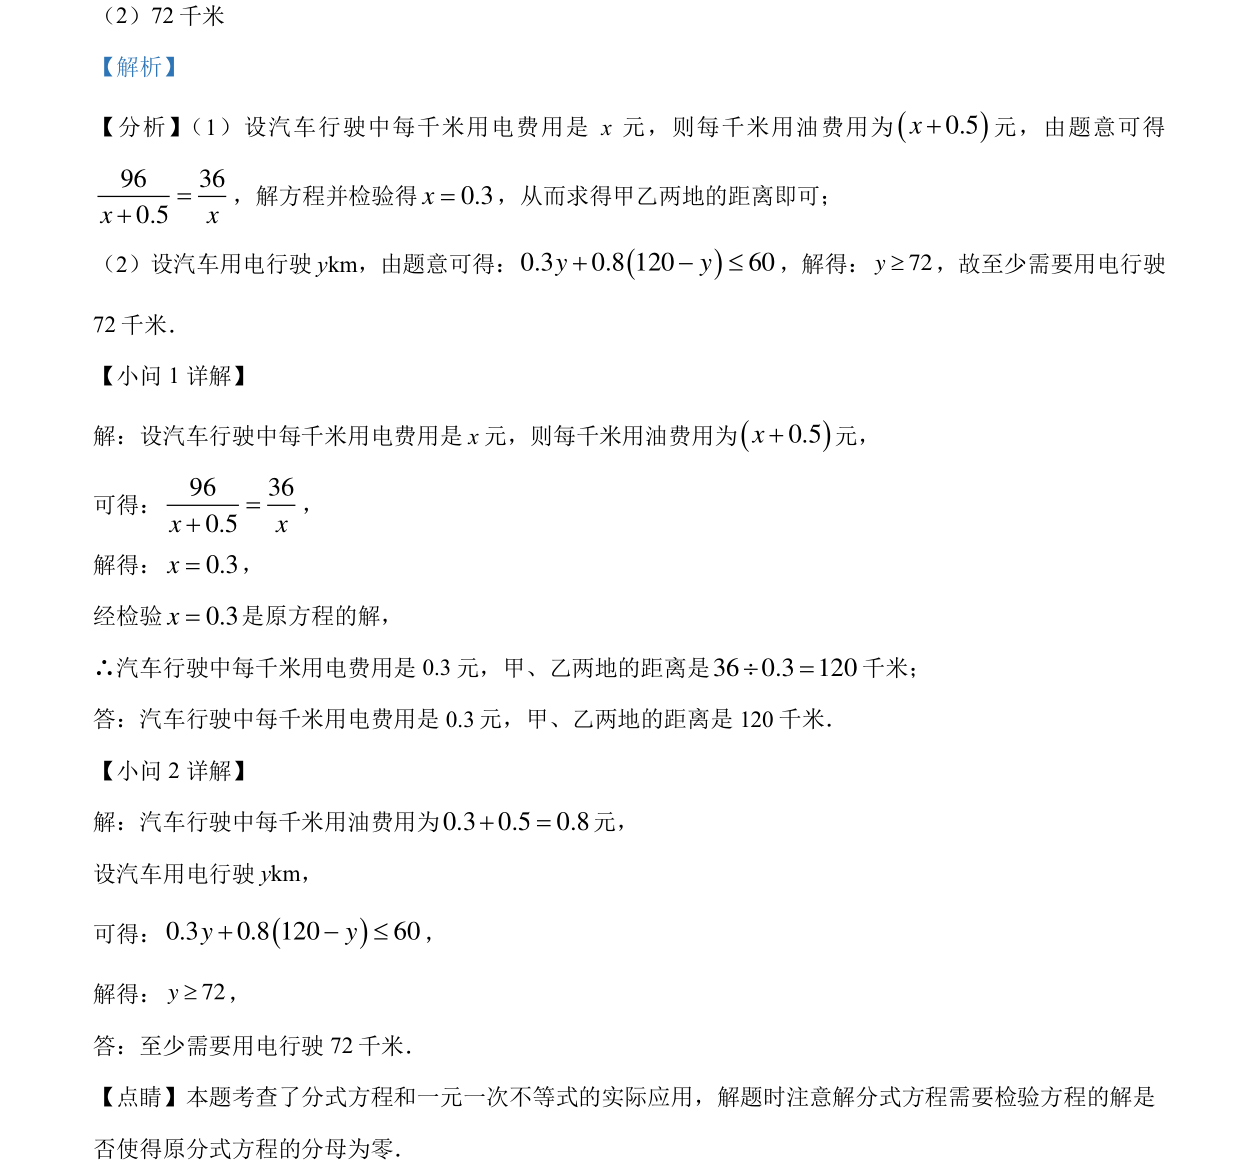 （2）72 千米
【解析】
【分析】（1）设汽车行驶中每千米用电费用是 x 元，则每千米用油费用为(x+0.5)元，由题意可得
96/(x+0.5)=36/x，解方程并检验得 x=0.3，从而求得甲乙两地的距离即可；
（2）设汽车用电行驶 ykm，由题意可得：0.3y+0.8(120−y)≤60，解得：y≥72，故至少需要用电行驶
72 千米．
【小问 1 详解】
解：设汽车行驶中每千米用电费用是 x 元，则每千米用油费用为(x+0.5)元，
可得：96/(x+0.5)=36/x，
解得：x=0.3，
经检验 x=0.3是原方程的解，
∴汽车行驶中每千米用电费用是 0.3 元，甲、乙两地的距离是36÷0.3=120 千米；
答：汽车行驶中每千米用电费用是 0.3 元，甲、乙两地的距离是 120 千米．
【小问 2 详解】
解：汽车行驶中每千米用油费用为0.3+0.5=0.8元，
设汽车用电行驶 ykm，
可得：0.3y+0.8(120−y)≤60，
解得：y≥72，
答：至少需要用电行驶 72 千米．
【点睛】本题考查了分式方程和一元一次不等式的实际应用，解题时注意解分式方程需要检验方程的解是
否使得原分式方程的分母为零．